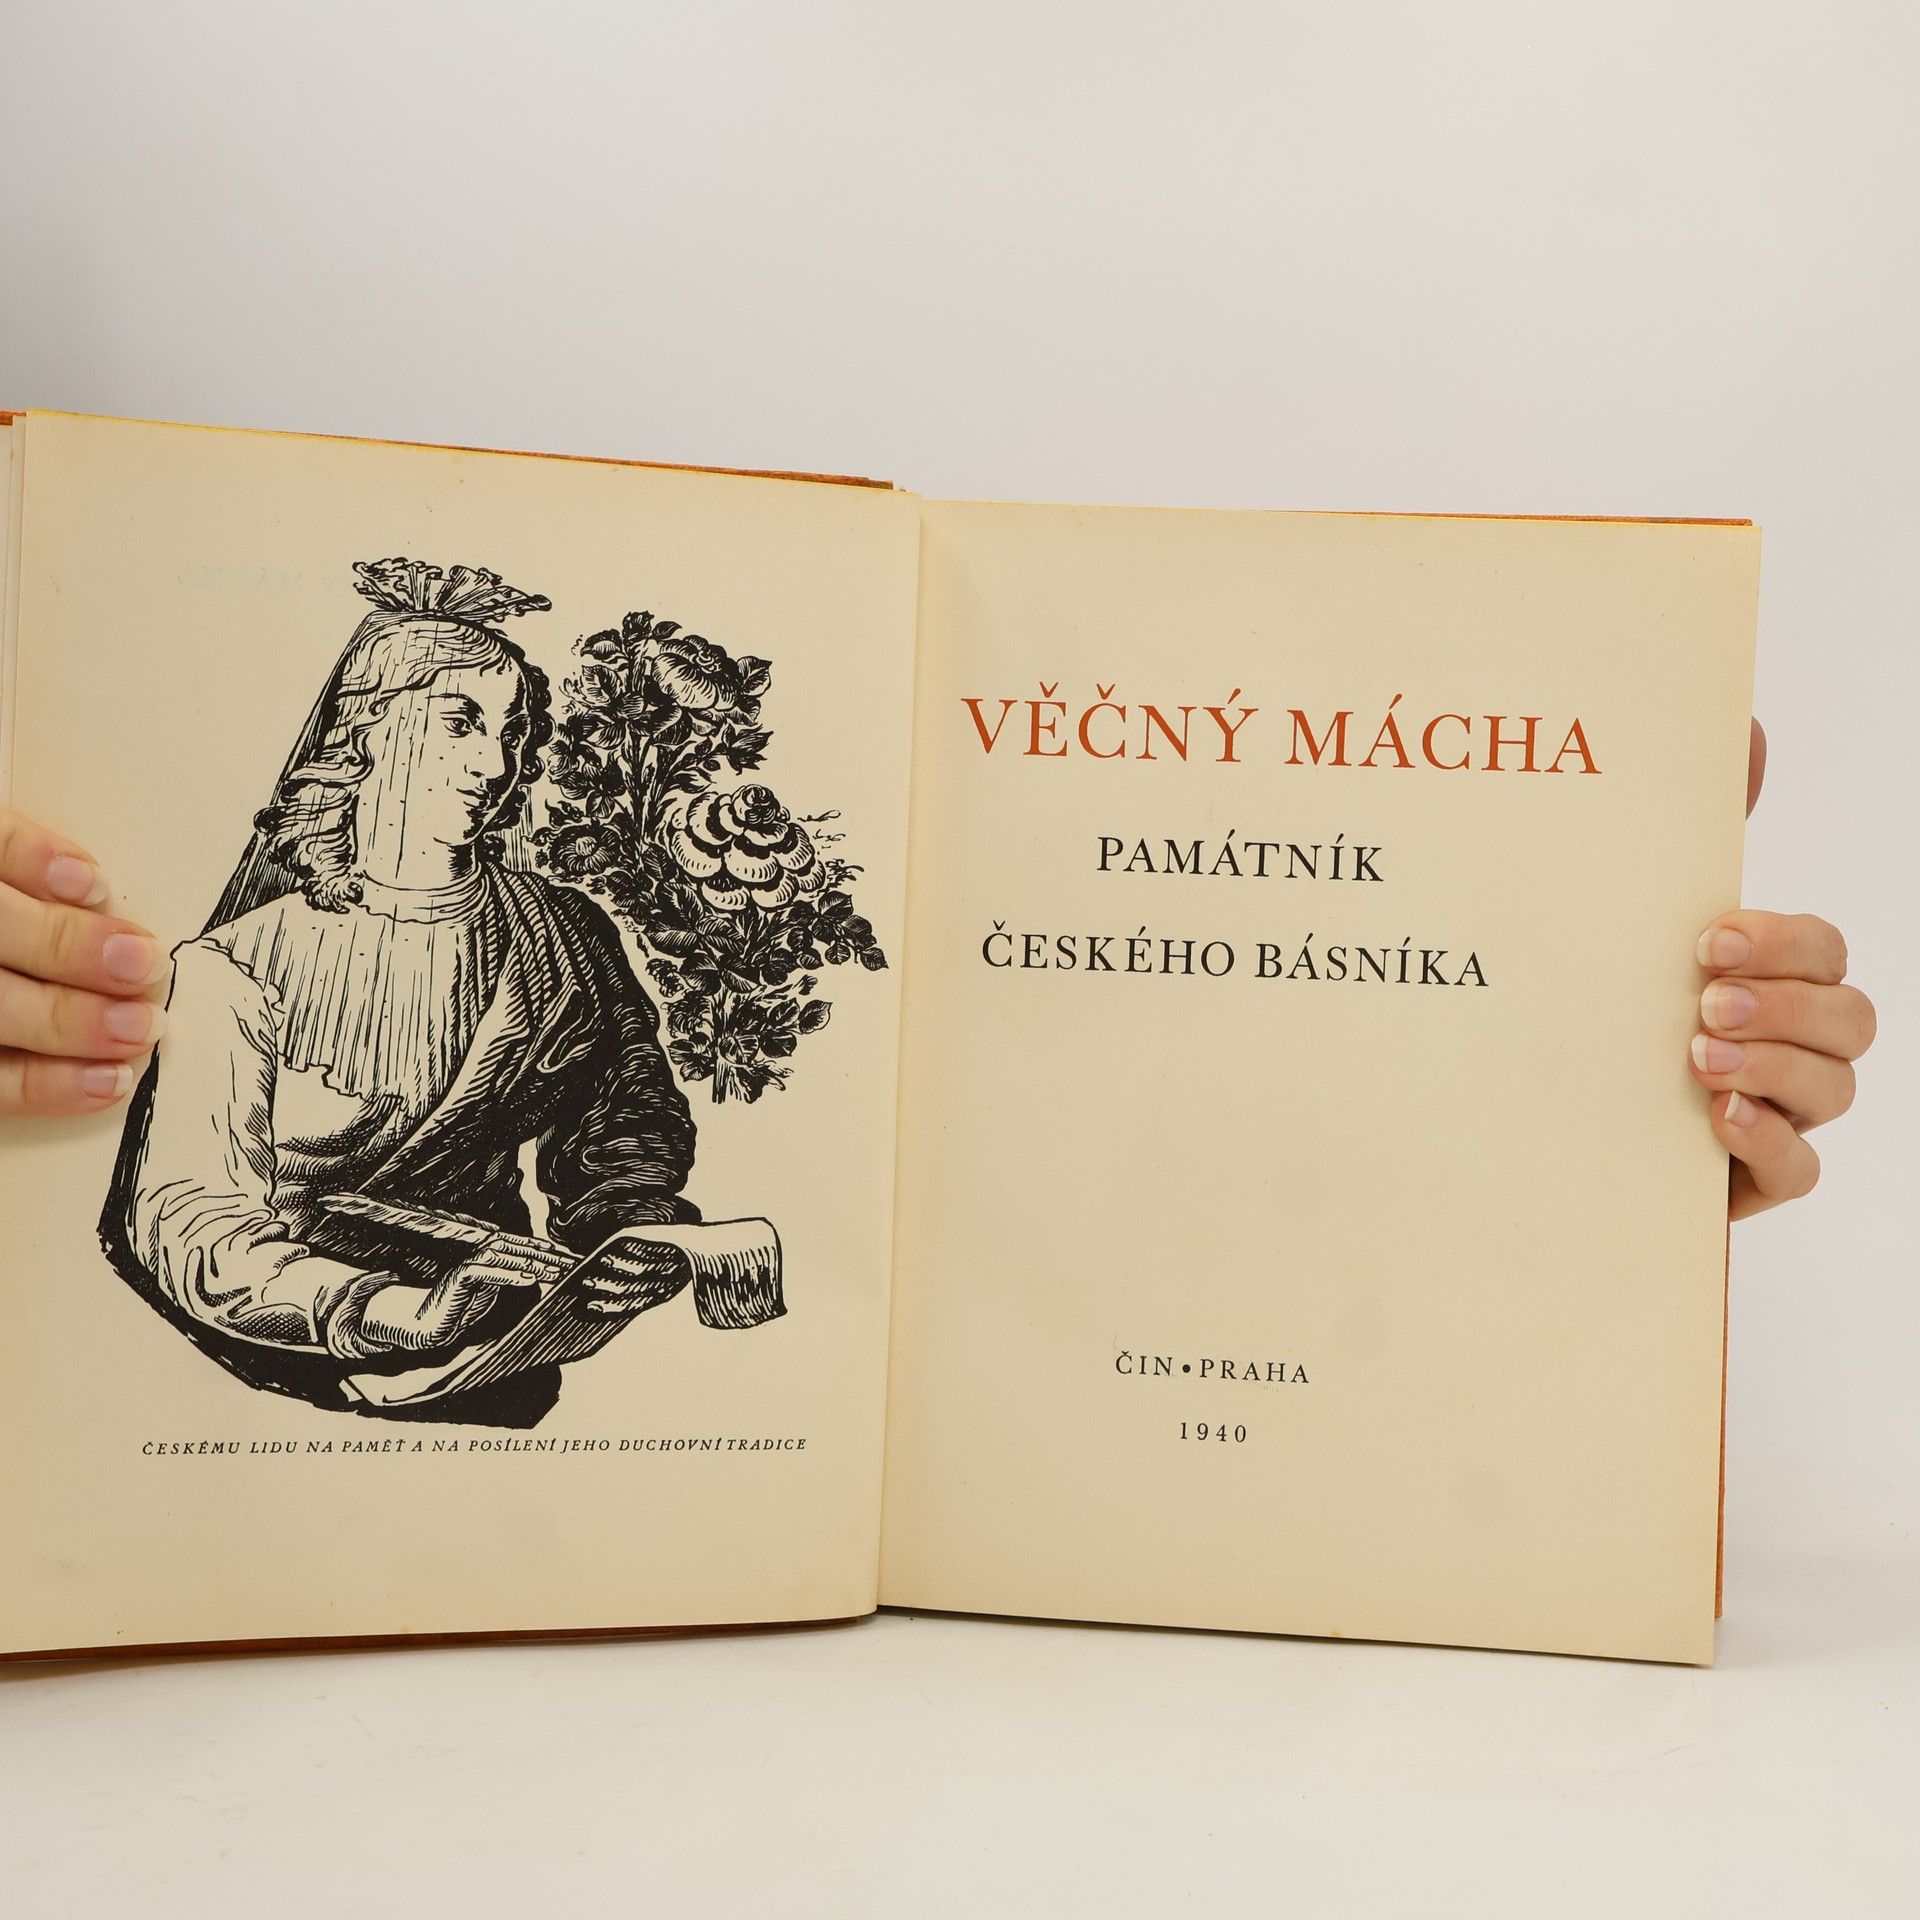 ČESKÉMU LIDU NA PAMĚŤ A NA POSÍLENÍ JEHO DUCHOVNÍ TRADICE
VĚČNÝ MÁCHA
PAMÁTNÍK
ČESKÉHO BÁSNÍKA
ČIN • PRAHA
1940